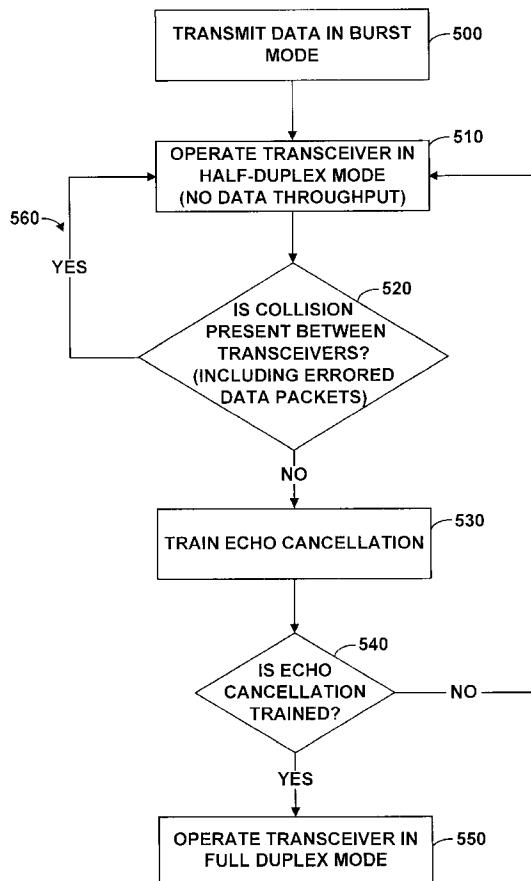 TRANSMIT DATA IN BURST
MODE
500
OPERATE TRANSCEIVER IN
HALF-DUPLEX MODE
(NO DATA THROUGHPUT)
510
560
YES
520
IS COLLISION
PRESENT BETWEEN
TRANSCEIVERS?
(INCLUDING ERRORED
DATA PACKETS)
NO
530
TRAIN ECHO CANCELLATION
540
IS ECHO
CANCELLATION
TRAINED?
NO
YES
OPERATE TRANSCEIVER IN
FULL DUPLEX MODE
550